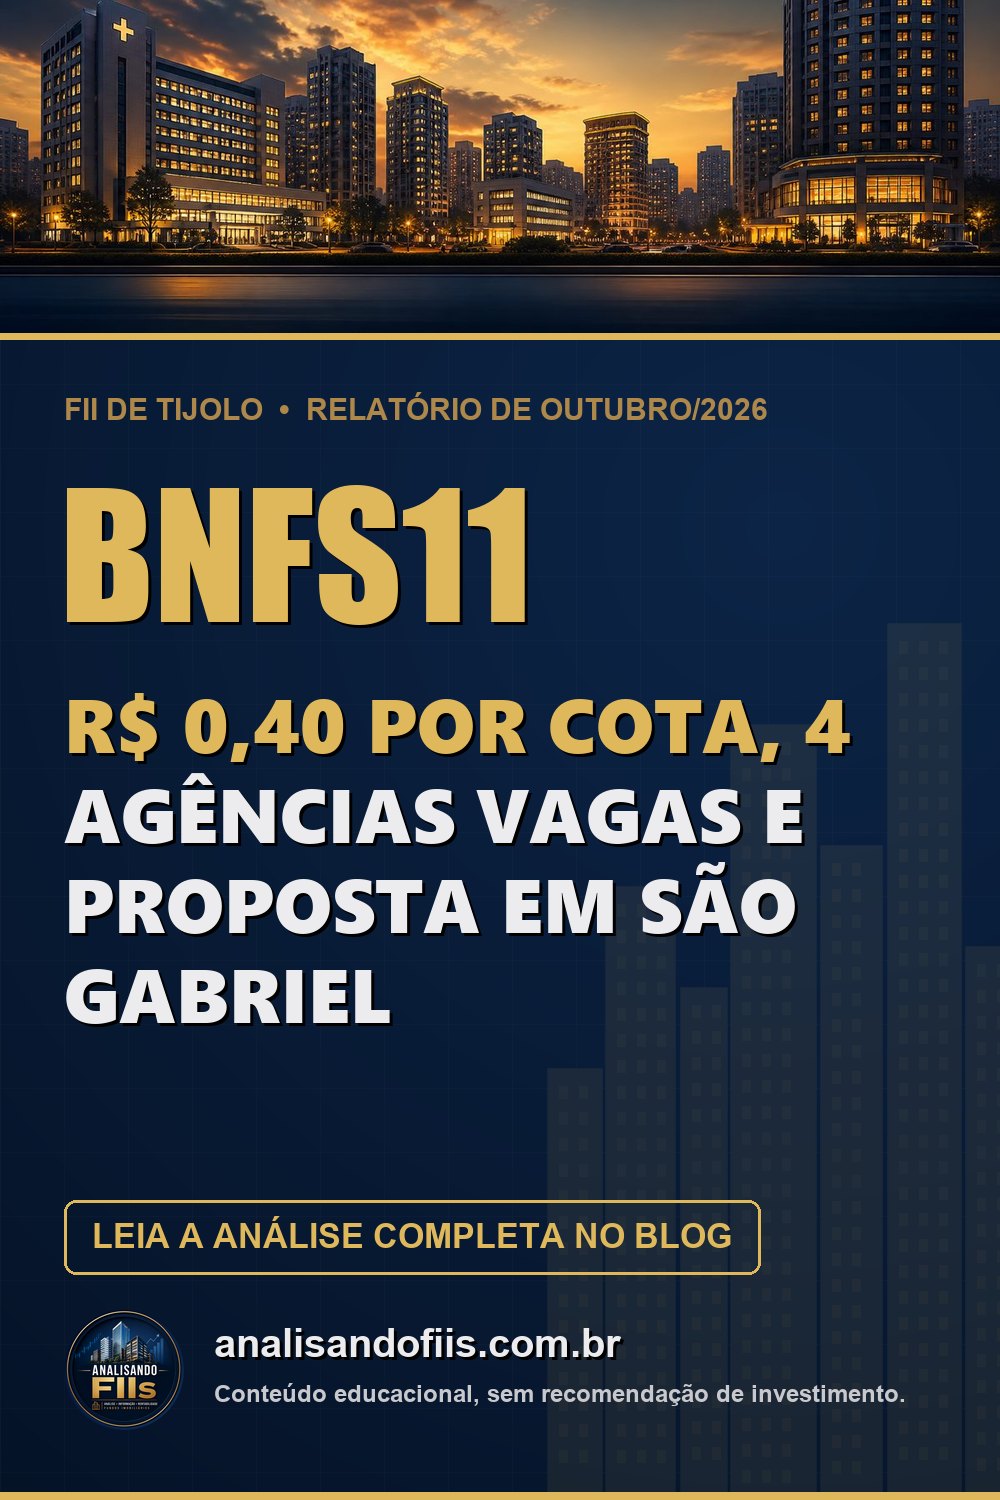 FII DE TIJOLO • RELATÓRIO DE OUTUBRO/2026
BNFS11
R$ 0,40 POR COTA, 4
AGÊNCIAS VAGAS E
PROPOSTA EM SÃO
GABRIEL
LEIA A ANÁLISE COMPLETA NO BLOG
ANALISANDO
FIIs
analisandofiis.com.br
Conteúdo educacional, sem recomendação de investimento.